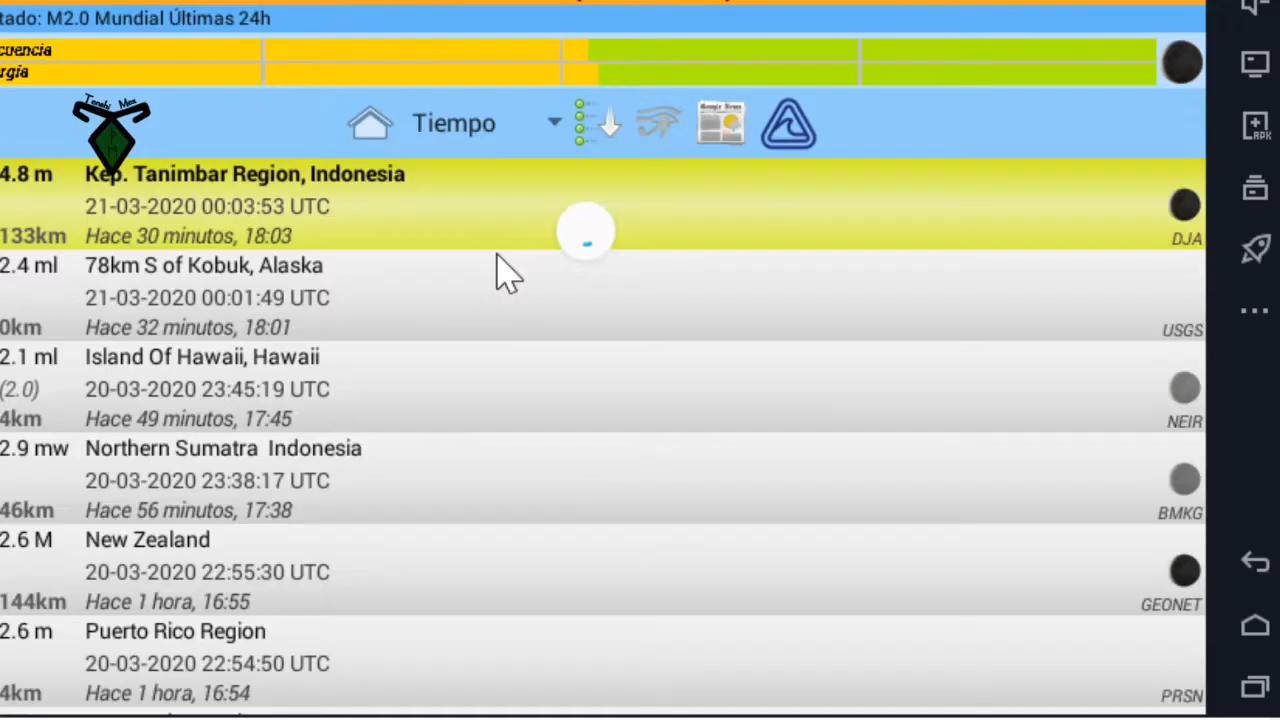 tado: M2.0 Mundial Últimas 24h
cuencia
rgía
Tenshi Mex
Tiempo
Google News
4.8 m Kep. Tanimbar Region, Indonesia
21-03-2020 00:03:53 UTC
133km Hace 30 minutos, 18:03
DJA
2.4 ml 78km S of Kobuk, Alaska
21-03-2020 00:01:49 UTC
0km Hace 32 minutos, 18:01
USGS
2.1 ml Island Of Hawaii, Hawaii
(2.0) 20-03-2020 23:45:19 UTC
4km Hace 49 minutos, 17:45
NEIR
2.9 mw Northern Sumatra Indonesia
20-03-2020 23:38:17 UTC
46km Hace 56 minutos, 17:38
BMKG
2.6 M New Zealand
20-03-2020 22:55:30 UTC
144km Hace 1 hora, 16:55
GEONET
2.6 m Puerto Rico Region
20-03-2020 22:54:50 UTC
4km Hace 1 hora, 16:54
PRSN
APK